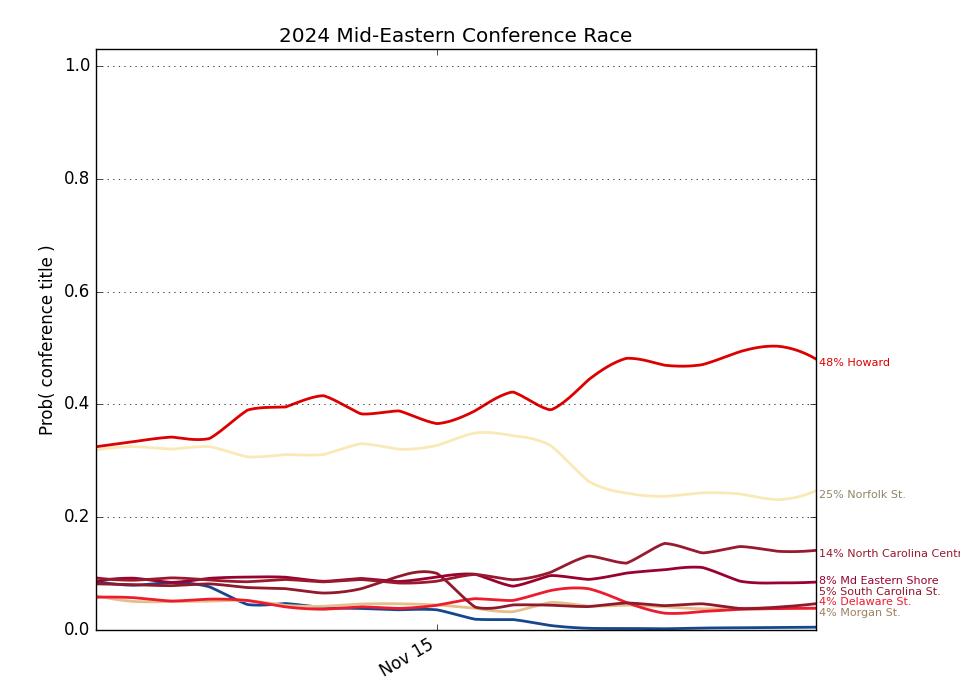 2024 Mid-Eastern Conference Race
Prob( conference title )
1.0
0.8
0.6
0.4
0.2
0.0
Nov 15
48% Howard
25% Norfolk St.
14% North Carolina Centr
8% Md Eastern Shore
5% South Carolina St.
4% Delaware St.
4% Morgan St.